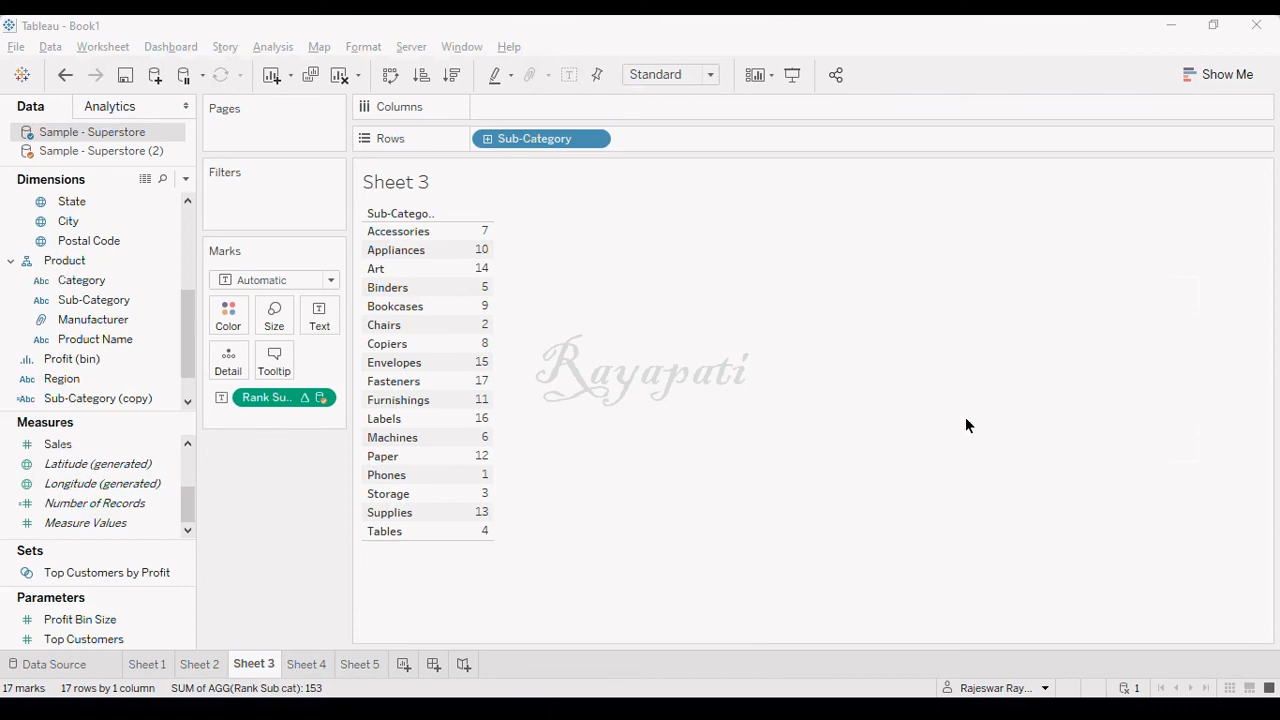 Tableau - Book1
File Data Worksheet Dashboard Story Analysis Map Format Server Window Help
Standard
Show Me
Data Analytics
Sample - Superstore
Sample - Superstore (2)
Dimensions
State
City
Postal Code
Product
Abc Category
Abc Sub-Category
Manufacturer
Abc Product Name
Profit (bin)
Abc Region
Abc Sub-Category (copy)
Measures
Sales
Latitude (generated)
Longitude (generated)
Number of Records
Measure Values
Sets
Top Customers by Profit
Parameters
Profit Bin Size
Top Customers
Pages
Filters
Marks
Automatic
Color Size Text
Detail Tooltip
Rank Su..
Columns
Rows Sub-Category
Sheet 3
Sub-Catego..
Accessories 7
Appliances 10
Art 14
Binders 5
Bookcases 9
Chairs 2
Copiers 8
Envelopes 15
Fasteners 17
Furnishings 11
Labels 16
Machines 6
Paper 12
Phones 1
Storage 3
Supplies 13
Tables 4
Rayapati
Data Source Sheet 1 Sheet 2 Sheet 3 Sheet 4 Sheet 5
17 marks 17 rows by 1 column SUM of AGG(Rank Sub cat): 153
Rajeswar Ray... 1